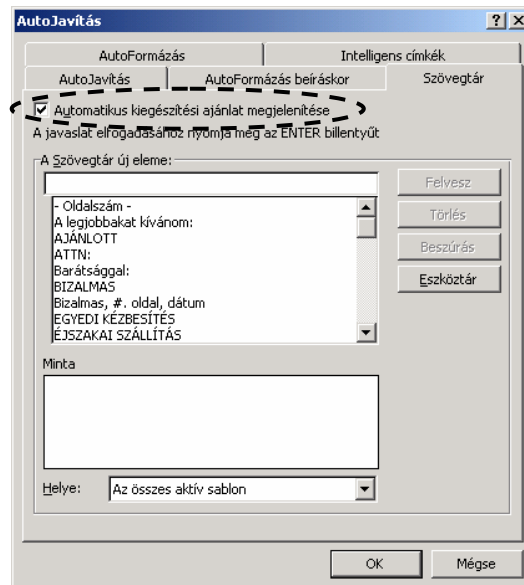 AutoJavítás
AutoFormázás
Intelligens címkék
AutoJavítás
AutoFormázás beíráskor
Szövegtár
Automatikus kiegészítési ajánlat megjelenítése
A javaslat elfogadásához nyomja meg az ENTER billentyűt
A Szövegtár új eleme:
Felvesz
- Oldalszám -
A legjobbakat kívánom:
AJÁNLOTT
ATTN:
Barátsággal:
BIZALMAS
Bizalmas, #. oldal, dátum
EGYEDI KÉZBESÍTÉS
ÉJSZAKAI SZÁLLÍTÁS
Törlés
Beszúrás
Eszköztár
Minta
Helye:
Az összes aktív sablon
OK
Mégse